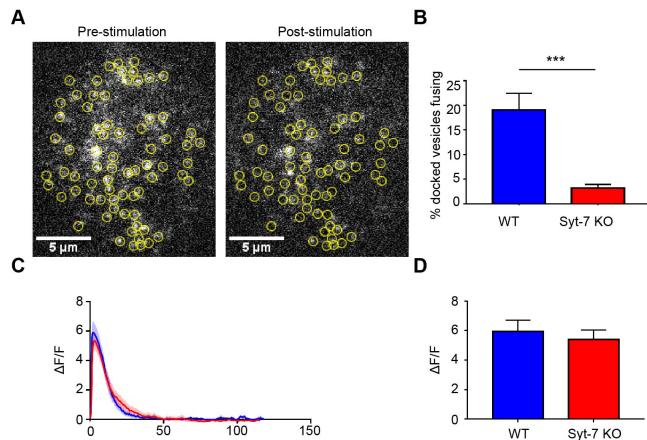 A
Pre-stimulation
Post-stimulation
5 µm
5 µm
B
% docked vesicles fusing
25
20
15
10
5
0
***
WT
Syt-7 KO
C
ΔF/F
8
6
4
2
0
0
50
100
150
D
ΔF/F
8
6
4
2
0
WT
Syt-7 KO